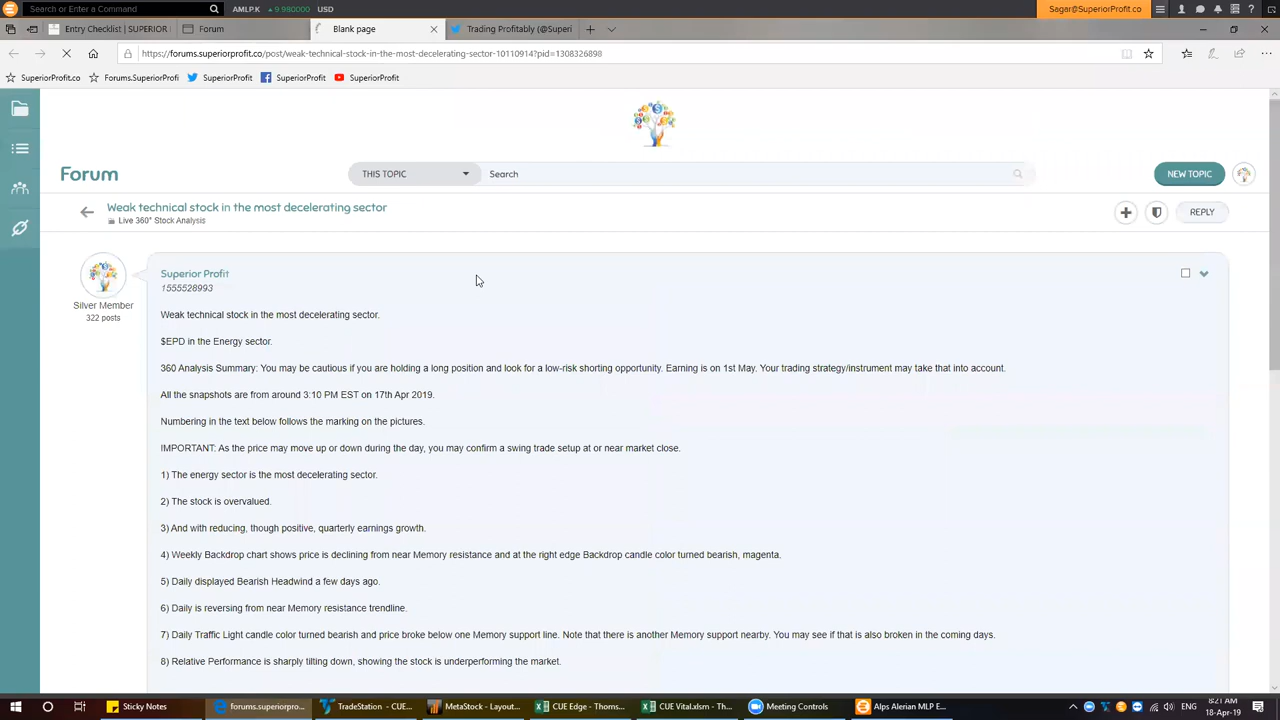 Search or Enter Command
AMLP.K
9.980000
USD
Sagar@SuperiorProfit.co
Entry Checklist | SUPERIOR
Forum
Blank page
Trading Profitably (@Superi
https://forums.superiorprofit.co/post/weak-technical-stock-in-the-most-decelerating-sector-10110914?pid=1308326898
SuperiorProfit.co
Forums.SuperiorProfi
SuperiorProfit
SuperiorProfit
SuperiorProfit
Forum
THIS TOPIC
Search
NEW TOPIC
Weak technical stock in the most decelerating sector
Live 360° Stock Analysis
REPLY
Superior Profit
1555528993
Silver Member
322 posts
Weak technical stock in the most decelerating sector.
$EPD in the Energy sector.
360 Analysis Summary: You may be cautious if you are holding a long position and look for a low-risk shorting opportunity. Earning is on 1st May. Your trading strategy/instrument may take that into account.
All the snapshots are from around 3:10 PM EST on 17th Apr 2019.
Numbering in the text below follows the marking on the pictures.
IMPORTANT: As the price may move up or down during the day, you may confirm a swing trade setup at or near market close.
1) The energy sector is the most decelerating sector.
2) The stock is overvalued.
3) And with reducing, though positive, quarterly earnings growth.
4) Weekly Backdrop chart shows price is declining from near Memory resistance and at the right edge Backdrop candle color turned bearish, magenta.
5) Daily displayed Bearish Headwind a few days ago.
6) Daily is reversing from near Memory resistance trendline.
7) Daily Traffic Light candle color turned bearish and price broke below one Memory support line. Note that there is another Memory support nearby. You may see if that is also broken in the coming days.
8) Relative Performance is sharply tilting down, showing the stock is underperforming the market.
Sticky Notes
forums.superiorpro...
TradeStation - CUE...
MetaStock - Layout...
CUE Edge - Thoms...
CUE Vital.xlsm - Th...
Meeting Controls
Alps Alerian MLP E...
8:21 AM
18-Apr-19